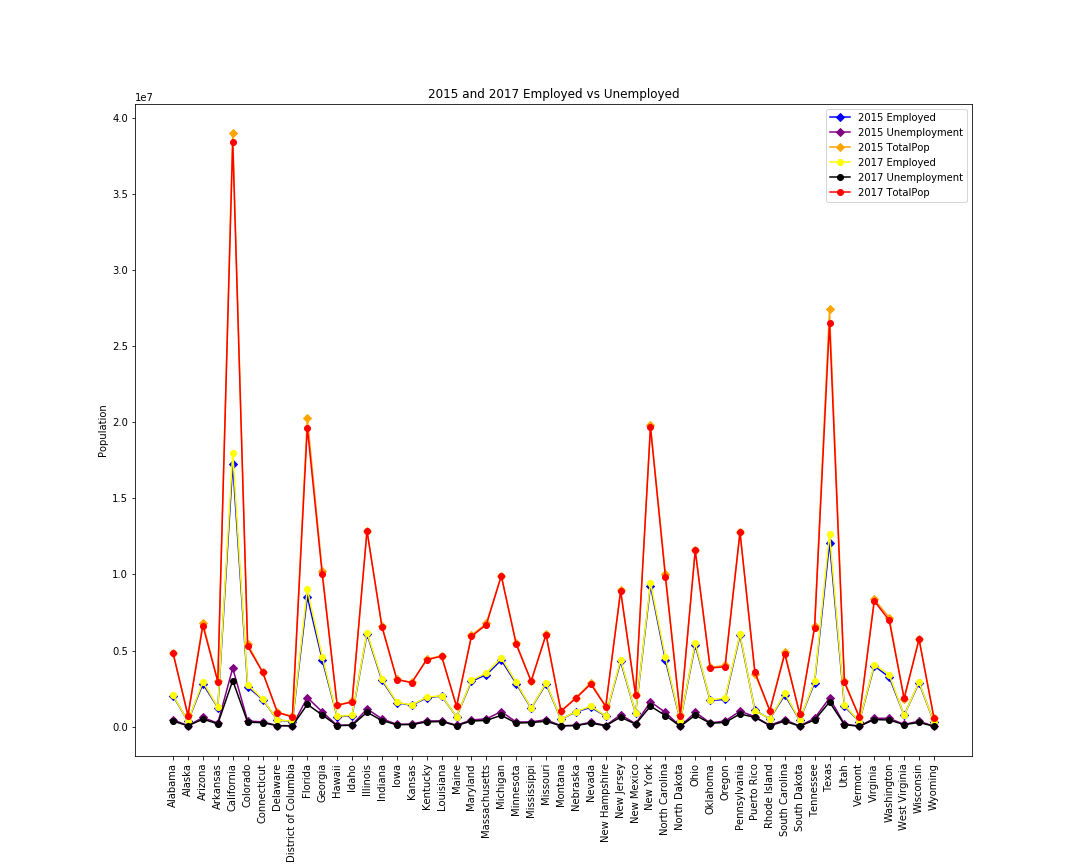 2015 and 2017 Employed vs Unemployed
1e7
4.0
3.5
3.0
2.5
2.0
1.5
1.0
0.5
0.0
Population
2015 Employed
2015 Unemployment
2015 TotalPop
2017 Employed
2017 Unemployment
2017 TotalPop
Alabama
Alaska
Arizona
Arkansas
California
Colorado
Connecticut
Delaware
District of Columbia
Florida
Georgia
Hawaii
Idaho
Illinois
Indiana
Iowa
Kansas
Kentucky
Louisiana
Maine
Maryland
Massachusetts
Michigan
Minnesota
Mississippi
Missouri
Montana
Nebraska
Nevada
New Hampshire
New Jersey
New Mexico
New York
North Carolina
North Dakota
Ohio
Oklahoma
Oregon
Pennsylvania
Puerto Rico
Rhode Island
South Carolina
South Dakota
Tennessee
Texas
Utah
Vermont
Virginia
Washington
West Virginia
Wisconsin
Wyoming